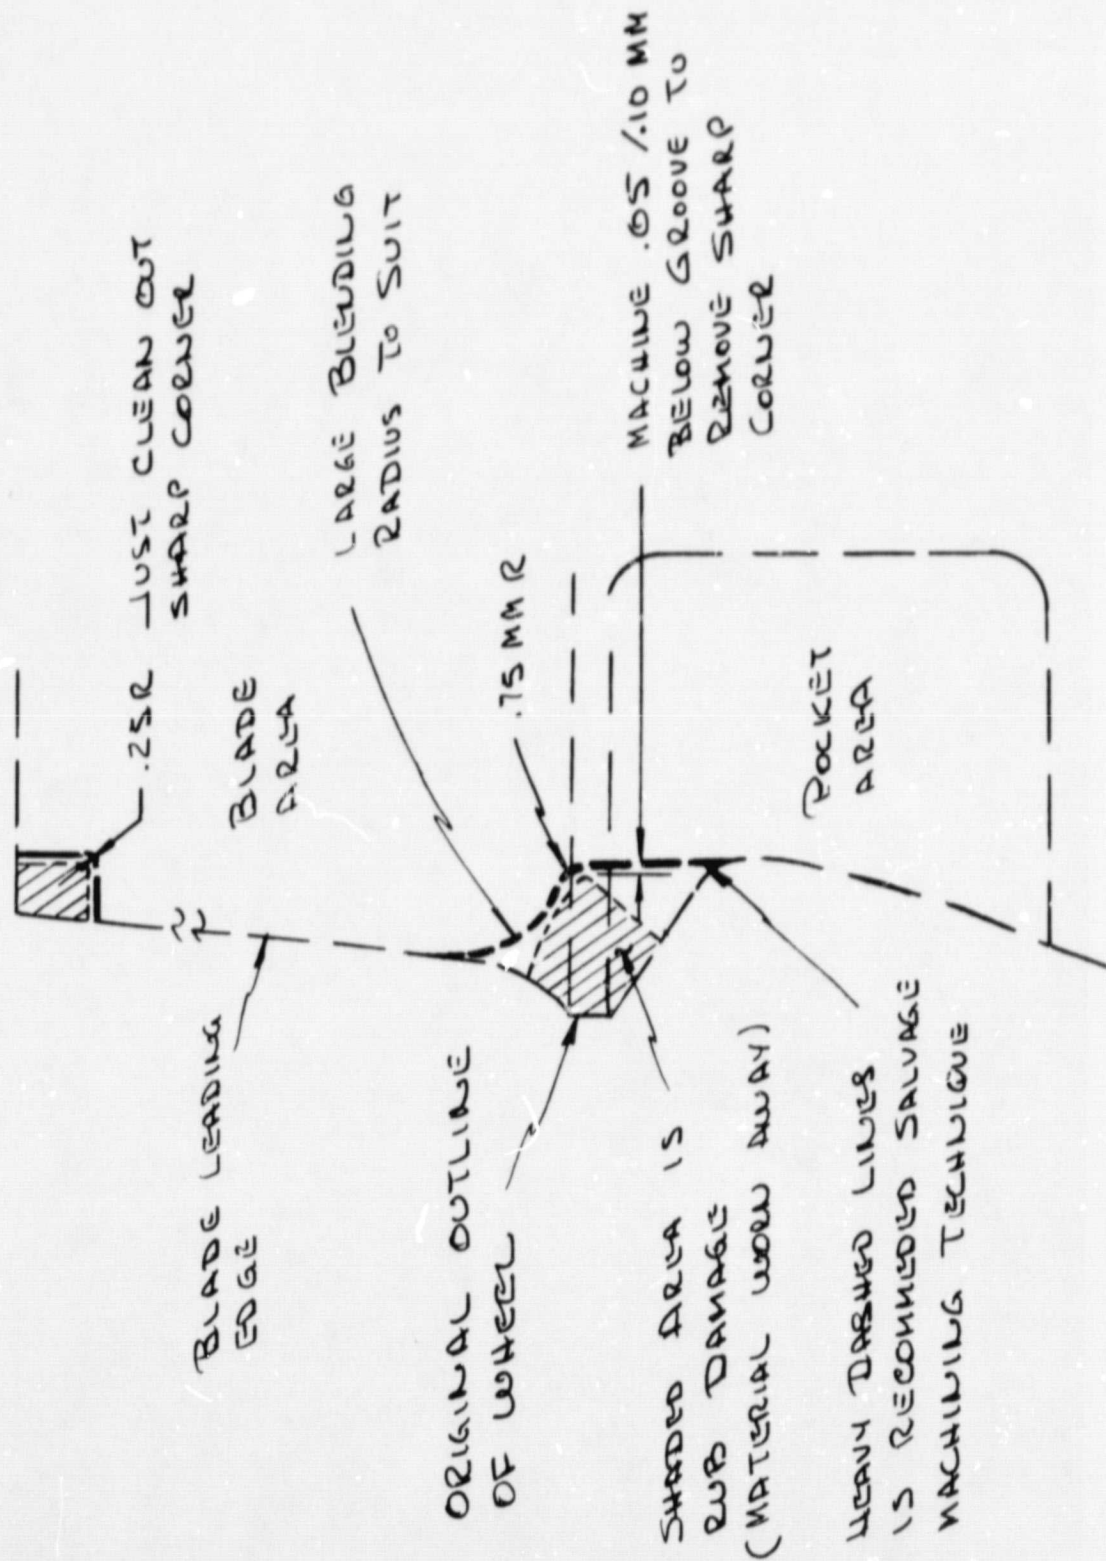 .25R JUST CLEAN OUT
SHARP CORNER
BLADE
AREA
BLADE LEADING
EDGE
LARGE BLENDING
RADIUS TO SUIT
.75 MM R
ORIGINAL OUTLINE
OF WHEEL
MACHINE .05/.10 MM
BELOW GROOVE TO
REMOVE SHARP
CORNER
SHADED AREA IS
RUB DAMAGE
(MATERIAL WORN AWAY)
POCKET
AREA
HEAVY DASHED LINES
IS RECOMMEDED SALVAGE
MACHINING TECHNIQUE